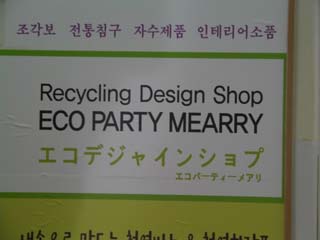 조각보 전통침구 자수제품 인테리어소품
Recycling Design Shop
ECO PARTY MEARRY
エコデジャインショプ
エコパーティーメアリ